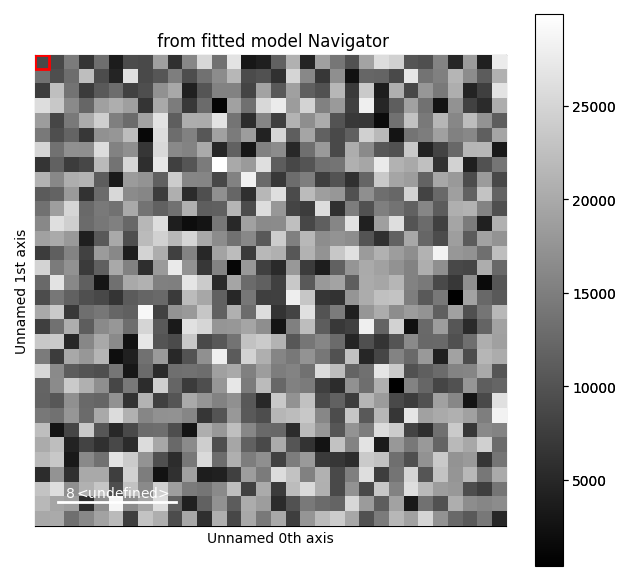 from fitted model Navigator
Unnamed 1st axis
8 <undefined>
Unnamed 0th axis
25000
20000
15000
10000
5000